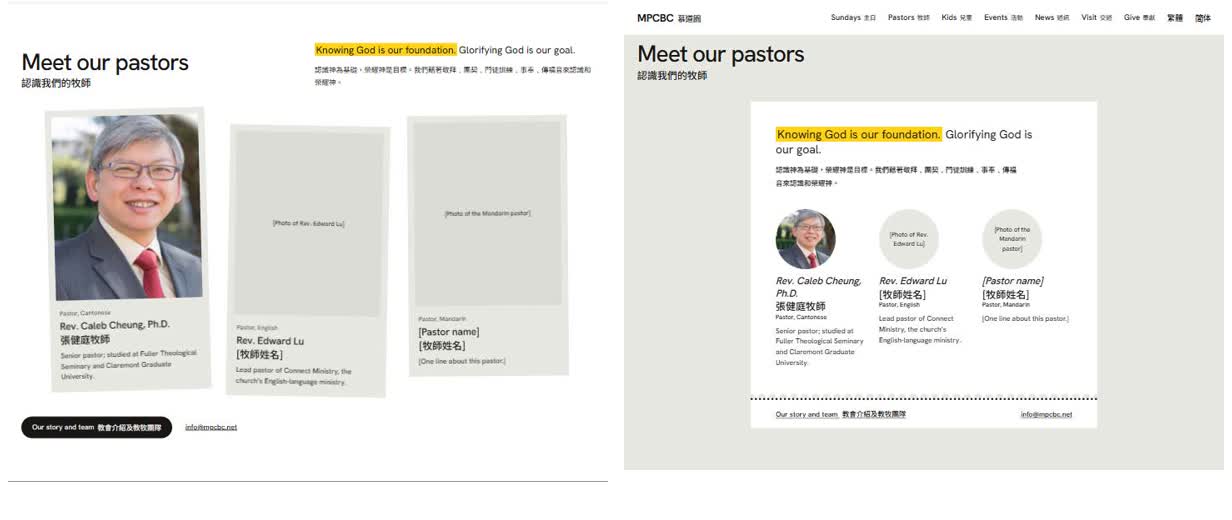 Meet our pastors
認識我們的牧師
Knowing God is our foundation. Glorifying God is our goal.
認識神為基礎，榮耀神是目標。我們藉著敬拜、團契、門徒訓練、事奉、傳福音來認識和
榮耀神。
Pastor, Cantonese
Rev. Caleb Cheung, Ph.D.
張健庭牧師
Senior pastor; studied at Fuller Theological
Seminary and Claremont Graduate
University.
[Photo of Rev. Edward Lu]
Pastor, English
Rev. Edward Lu
[牧師姓名]
Lead pastor of Connect Ministry, the
church's English-language ministry.
[Photo of the Mandarin pastor]
Pastor, Mandarin
[Pastor name]
[牧師姓名]
[One line about this pastor.]
Our story and team 教會介紹及教牧團隊
info@mpcbc.net
MPCBC 慕道園
Sundays 主日 Pastors 牧師 Kids 兒童 Events 活動 News 通訊 Visit 交通 Give 奉獻 繁體 简体
Meet our pastors
認識我們的牧師
Knowing God is our foundation. Glorifying God is
our goal.
認識神為基礎，榮耀神是目標。我們藉著敬拜、團契、門徒訓練、事奉、傳福
音來認識和榮耀神。
Rev. Caleb Cheung,
Ph.D.
張健庭牧師
Pastor, Cantonese
Senior pastor; studied at
Fuller Theological Seminary
and Claremont Graduate
University.
[Photo of Rev.
Edward Lu]
Rev. Edward Lu
[牧師姓名]
Pastor, English
Lead pastor of Connect
Ministry, the church's
English-language ministry.
[Photo of the
Mandarin
pastor]
[Pastor name]
[牧師姓名]
Pastor, Mandarin
[One line about this pastor.]
Our story and team 教會介紹及教牧團隊
info@mpcbc.net